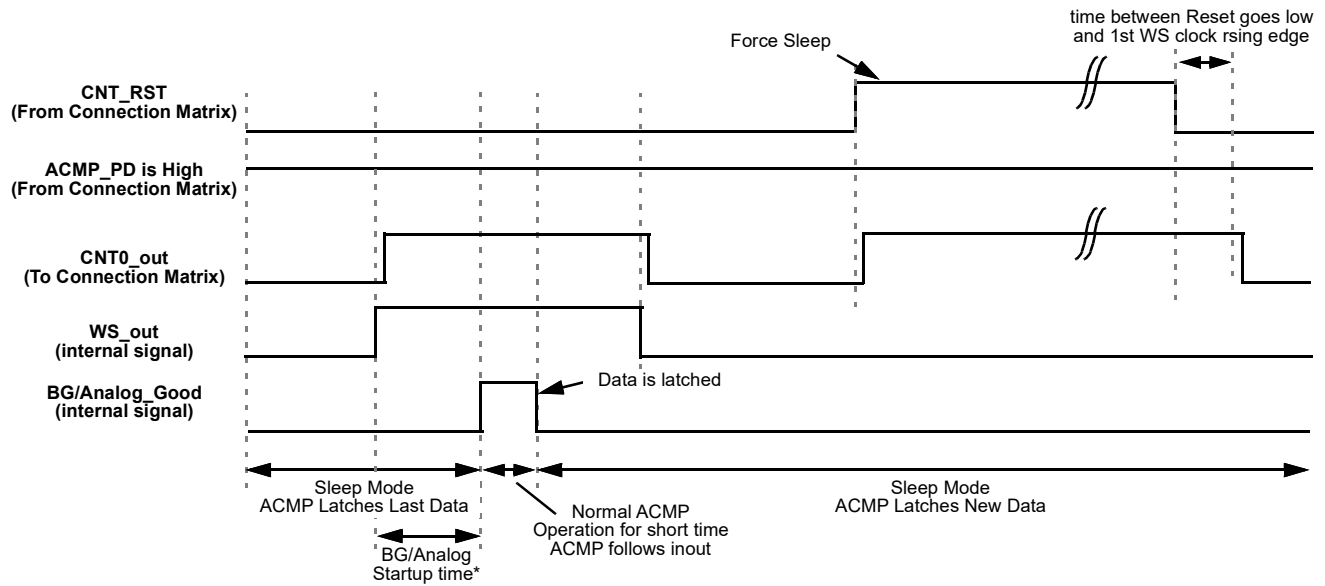 time between Reset goes low
and 1st WS clock rsing edge
Force Sleep
CNT_RST
(From Connection Matrix)
ACMP_PD is High
(From Connection Matrix)
CNT0_out
(To Connection Matrix)
WS_out
(internal signal)
BG/Analog_Good
(internal signal)
Data is latched
Sleep Mode
ACMP Latches Last Data
Normal ACMP
Operation for short time
ACMP follows inout
Sleep Mode
ACMP Latches New Data
BG/Analog
Startup time*